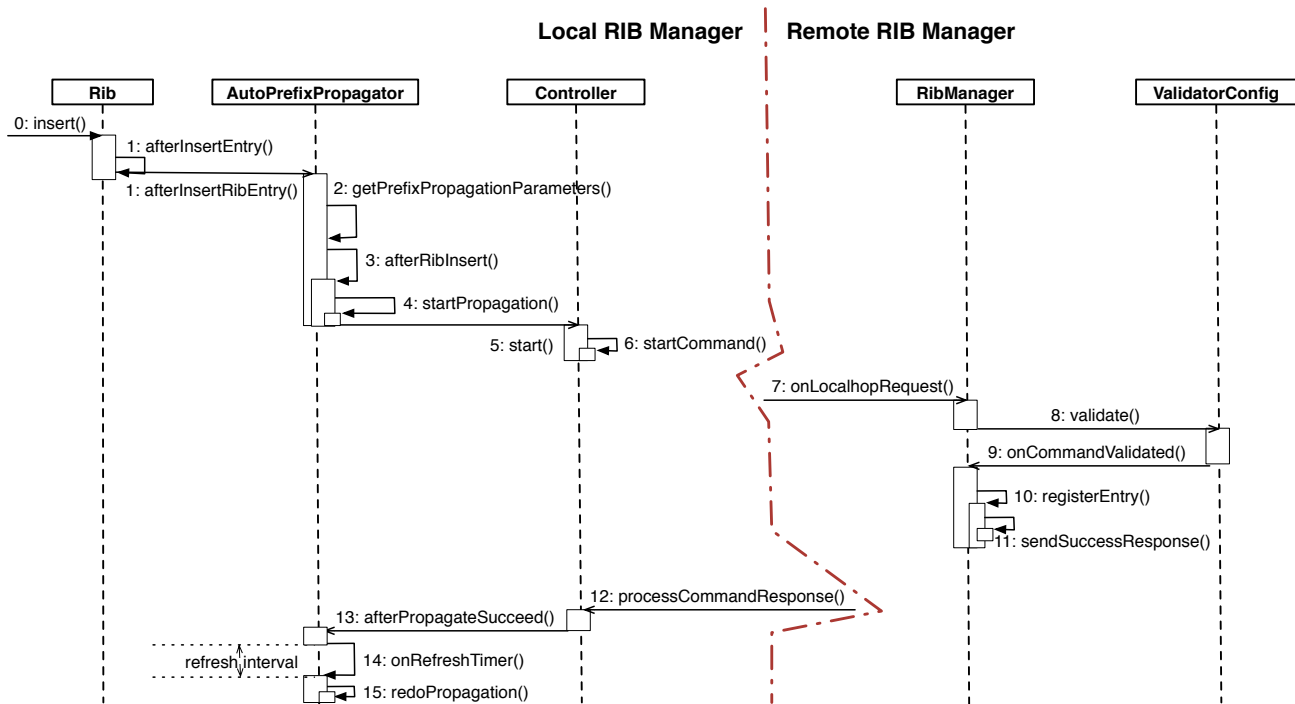 Local RIB Manager
Remote RIB Manager
Rib
AutoPrefixPropagator
Controller
RibManager
ValidatorConfig
0: insert()
1: afterInsertEntry()
1: afterInsertRibEntry()
2: getPrefixPropagationParameters()
3: afterRibInsert()
4: startPropagation()
5: start()
6: startCommand()
7: onLocalhopRequest()
8: validate()
9: onCommandValidated()
10: registerEntry()
11: sendSuccessResponse()
12: processCommandResponse()
13: afterPropagateSucceed()
refresh interval
14: onRefreshTimer()
15: redoPropagation()